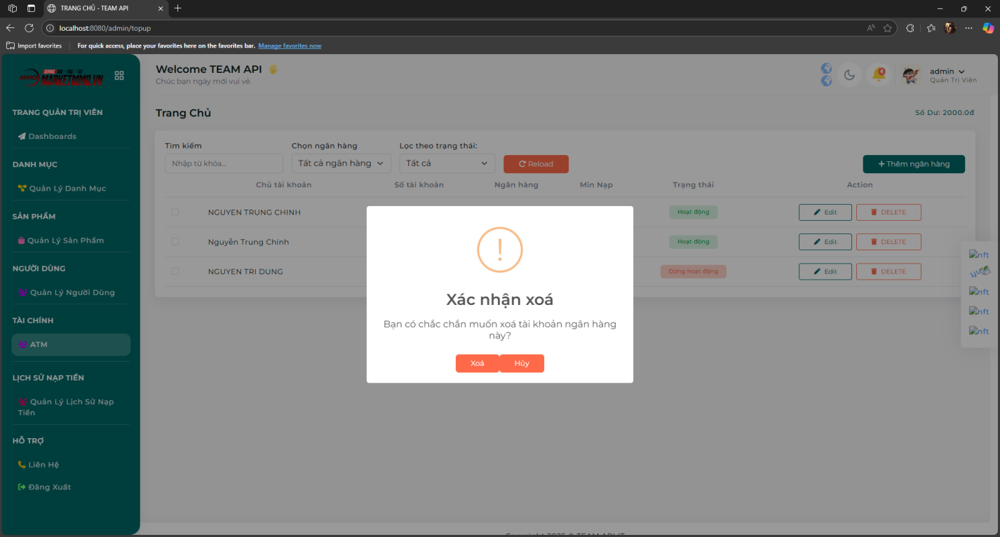 TRANG CHỦ - TEAM API
localhost:8080/admin/topup
Import favorites
For quick access, place your favorites here on the favorites bar. Manage favorites now
MMO
MARKETMMO.VN
Welcome TEAM API
Chúc bạn ngày mới vui vẻ.
4
admin
Quản Trị Viên
TRANG QUẢN TRỊ VIÊN
Dashboards
DANH MỤC
Quản Lý Danh Mục
SẢN PHẨM
Quản Lý Sản Phẩm
NGƯỜI DÙNG
Quản Lý Người Dùng
TÀI CHÍNH
ATM
LỊCH SỬ NẠP TIỀN
Quản Lý Lịch Sử Nạp
Tiền
HỖ TRỢ
Liên Hệ
Đăng Xuất
Trang Chủ
Số Dư: 2000.0đ
Tìm kiếm Chọn ngân hàng Lọc theo trạng thái:
Nhập từ khóa... Tất cả ngân hàng Tất cả Reload Thêm ngân hàng
Chủ tài khoản Số tài khoản Ngân hàng Min Nạp Trạng thái Action
NGUYEN TRUNG CHINH Hoạt động Edit DELETE
Nguyễn Trung Chính Hoạt động Edit DELETE
NGUYEN TRI DUNG Dừng hoạt động Edit DELETE
Xác nhận xoá
Bạn có chắc chắn muốn xoá tài khoản ngân hàng
này?
Xoá Hủy
nft
nft
nft
nft
nft